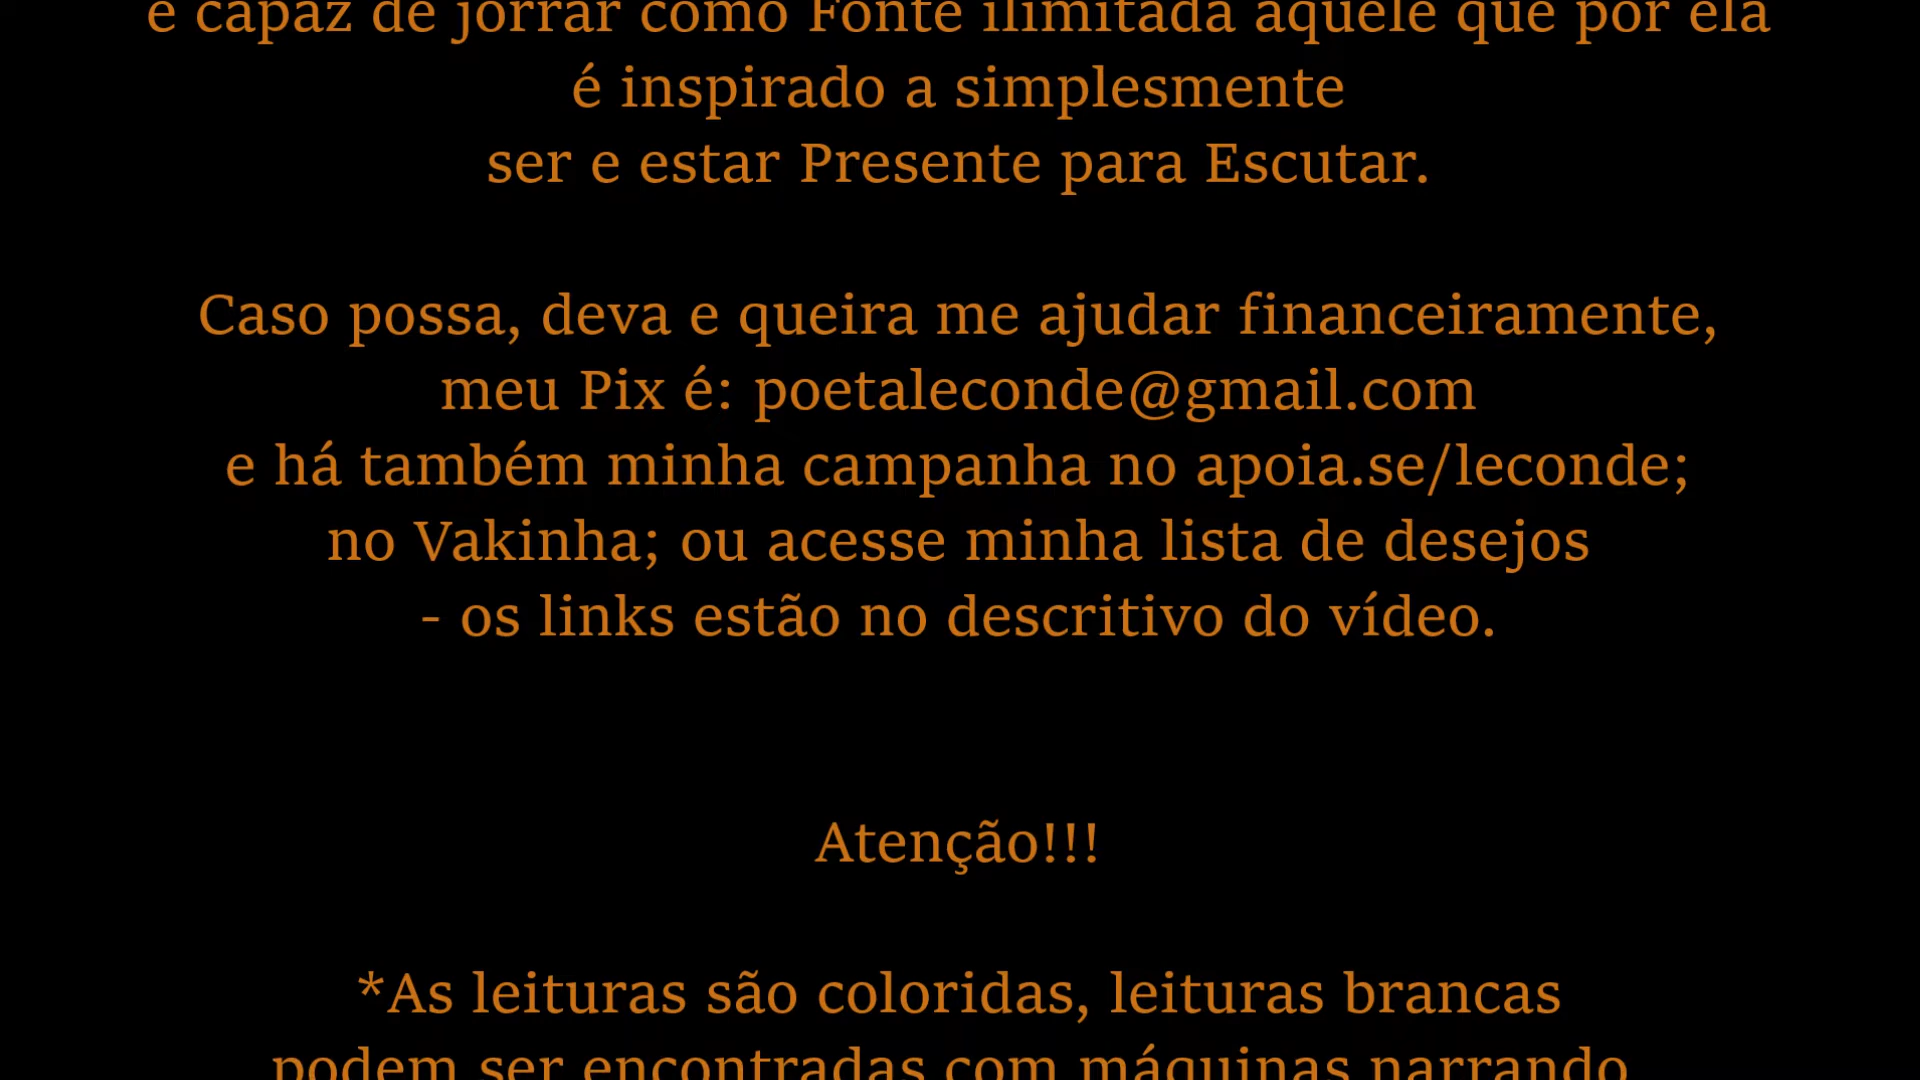 e capaz de jorrar como Fonte ilimitada aquele que por ela
é inspirado a simplesmente
ser e estar Presente para Escutar.
Caso possa, deva e queira me ajudar financeiramente,
meu Pix é: poetaleconde@gmail.com
e há também minha campanha no apoia.se/leconde;
no Vakinha; ou acesse minha lista de desejos
- os links estão no descritivo do vídeo.
Atenção!!!
*As leituras são coloridas, leituras brancas
podem ser encontradas com máquinas narrando